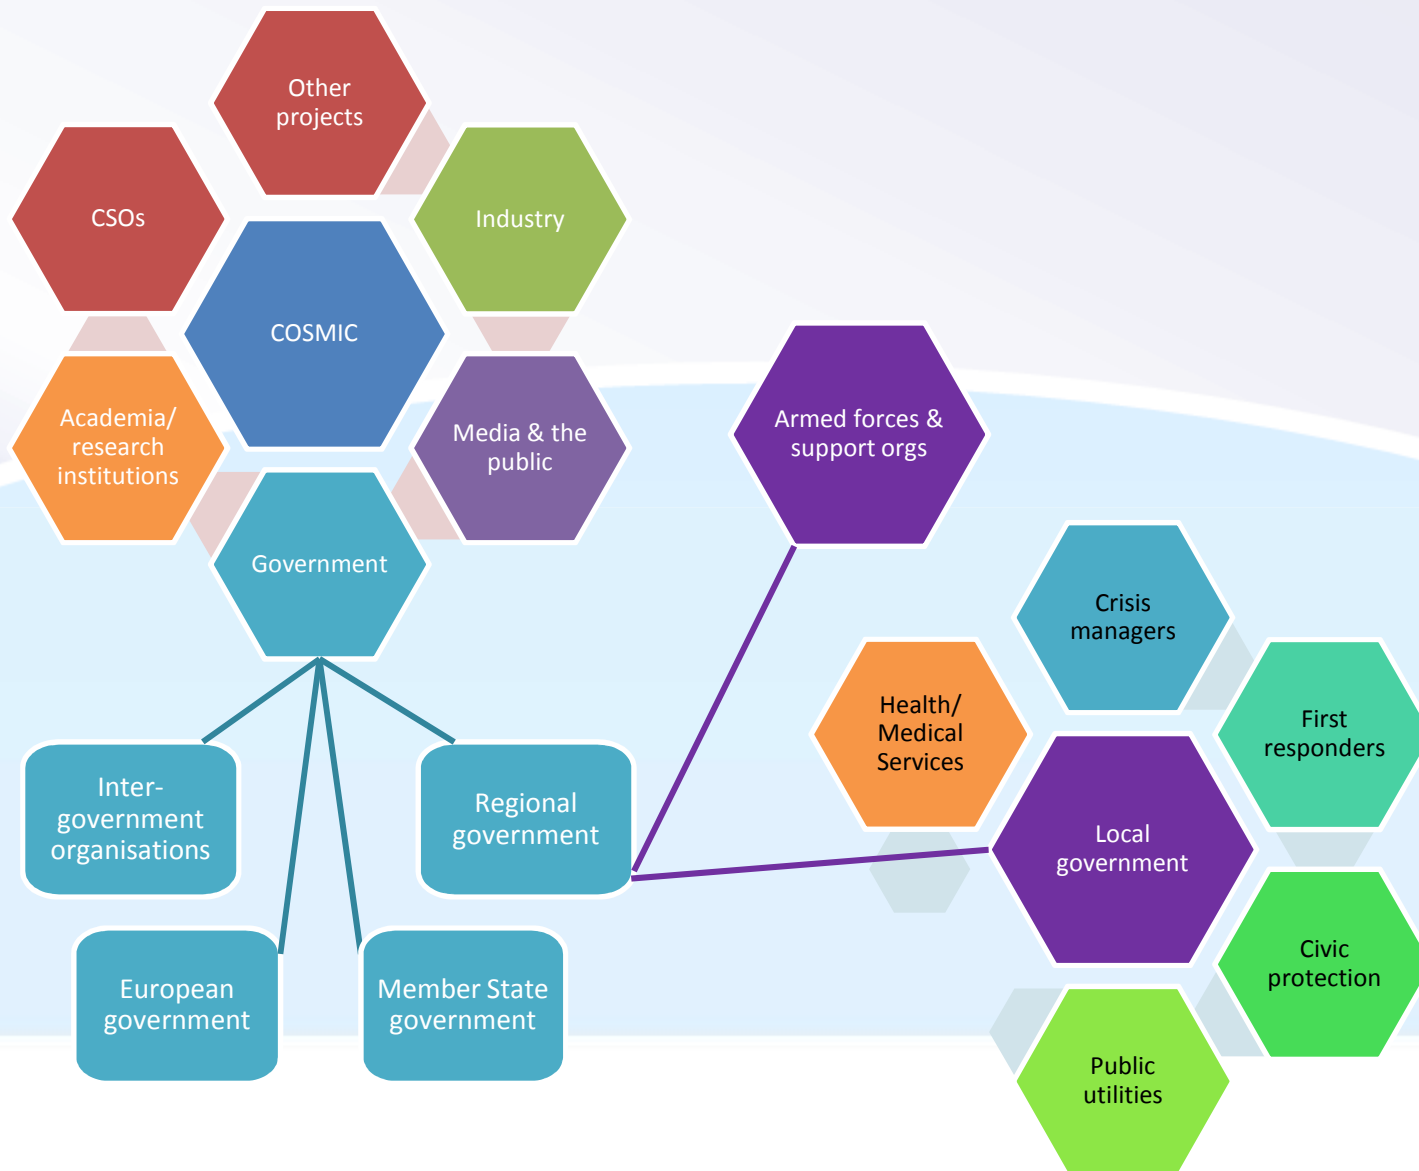 Other
projects
CSOs
Industry
COSMIC
Academia/
research
institutions
Media & the
public
Government
Armed forces &
support orgs
Crisis
managers
Health/
Medical
Services
First
responders
Inter-
government
organisations
Regional
government
Local
government
European
government
Member State
government
Civic
protection
Public
utilities